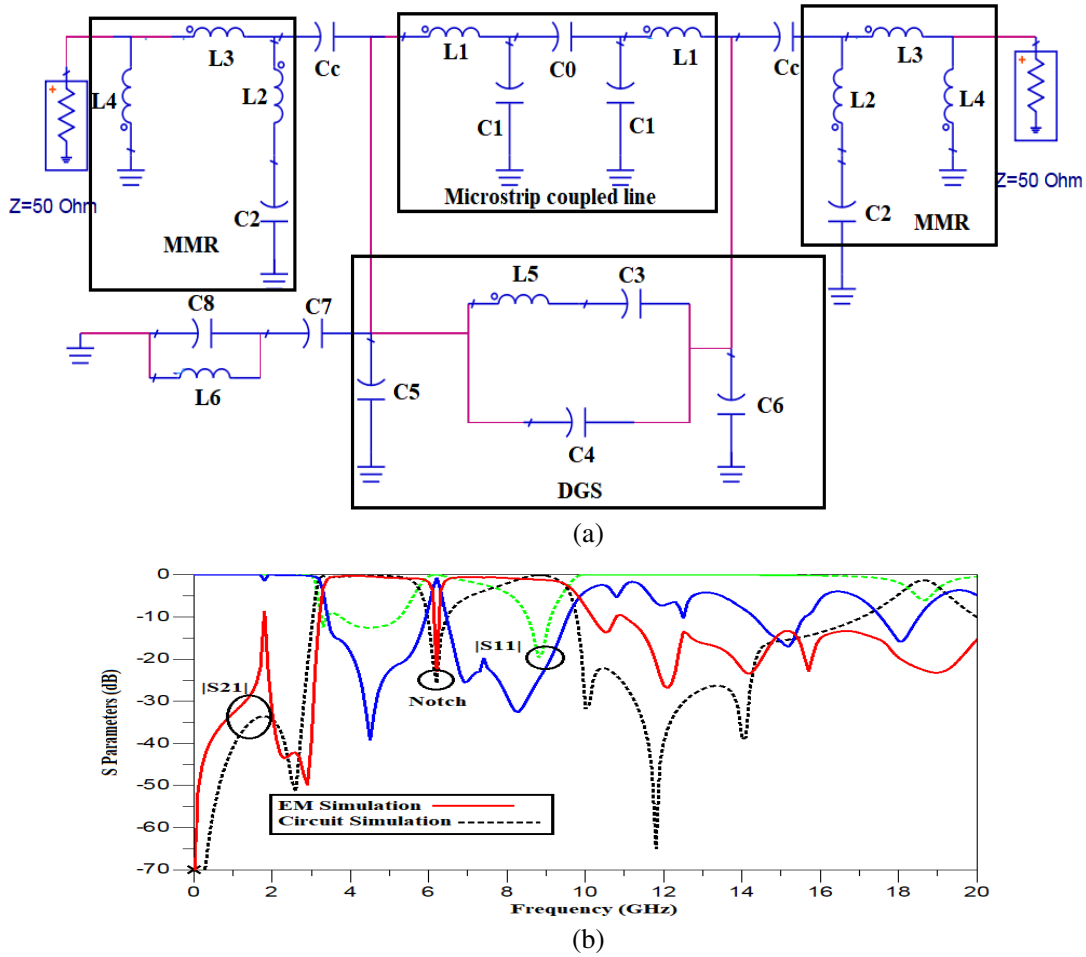 L3 Cc L1 C0 L1 Cc L3
L4 L2 C1 C1 L2 L4
Z=50 Ohm MMR C2 Microstrip coupled line C2 MMR Z=50 Ohm
C8 C7 L5 C3
L6 C5 C4 C6
DGS
(a)
S Parameters (dB)
0
-10
-20
-30
-40
-50
-60
-70
|S21|
|S11|
Notch
EM Simulation
Circuit Simulation
0 2 4 6 8 10 12 14 16 18 20
Frequency (GHz)
(b)